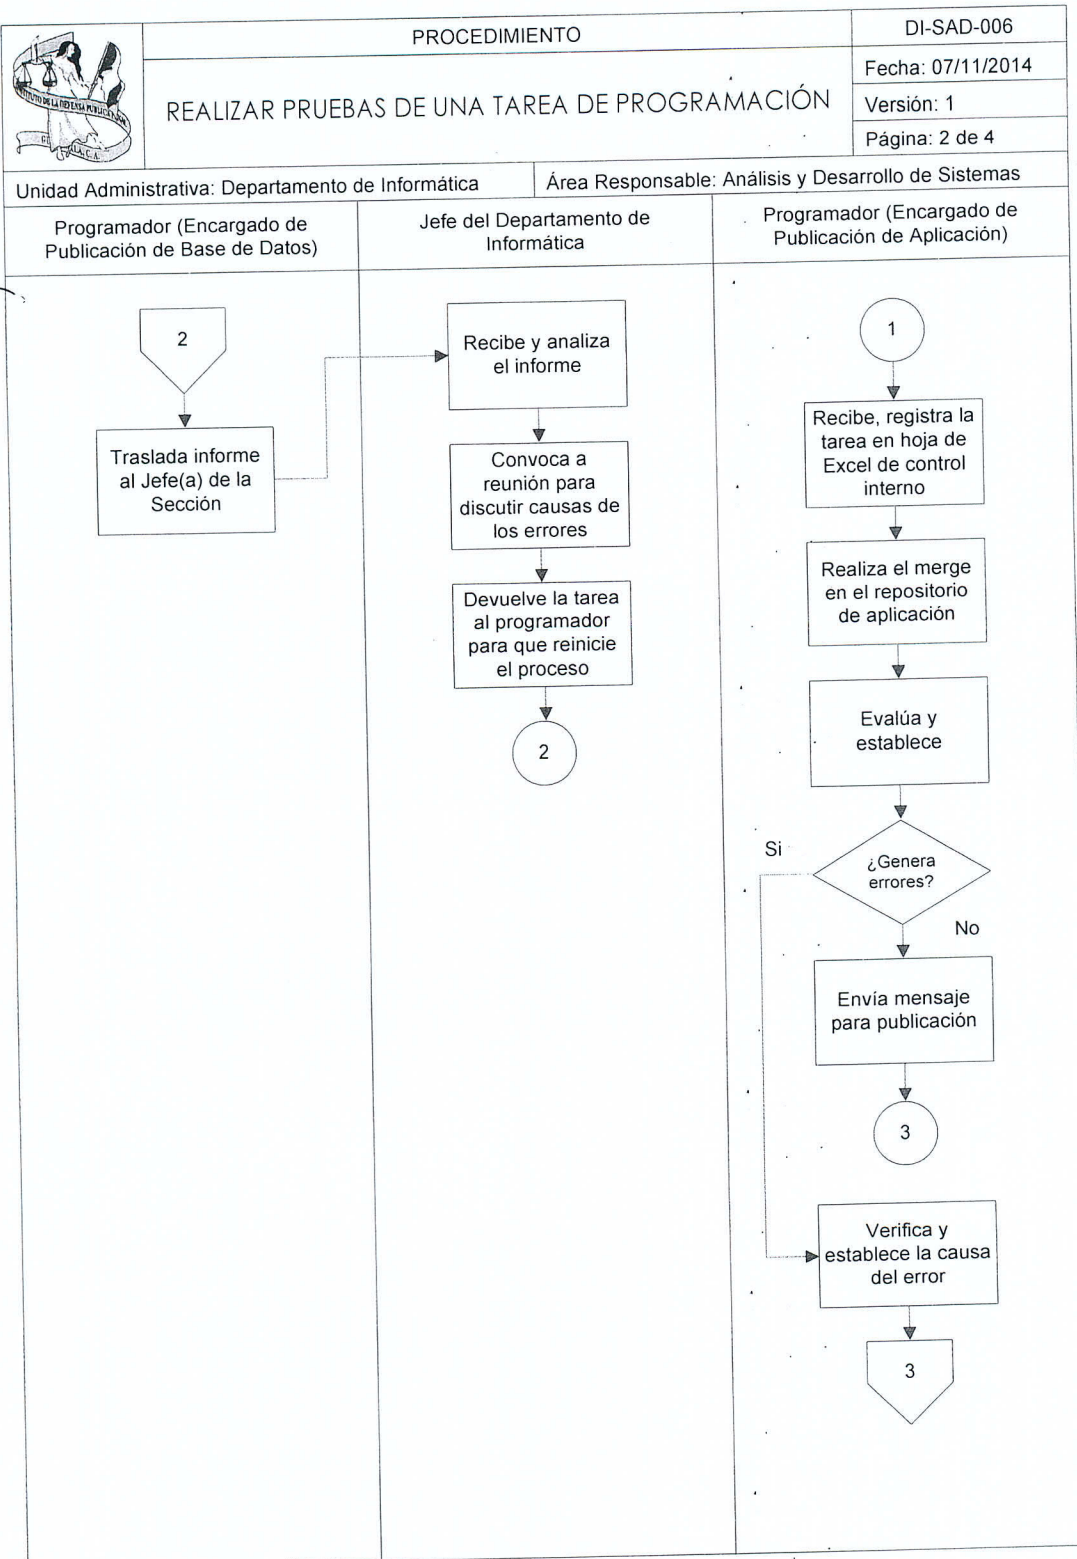 PROCEDIMIENTO
DI-SAD-006
REALIZAR PRUEBAS DE UNA TAREA DE PROGRAMACIÓN
Fecha: 07/11/2014
Versión: 1
Página: 2 de 4
Unidad Administrativa: Departamento de Informática
Área Responsable: Análisis y Desarrollo de Sistemas
Programador (Encargado de
Publicación de Base de Datos)
Jefe del Departamento de
Informática
Programador (Encargado de
Publicación de Aplicación)
2
Traslada informe
al Jefe(a) de la
Sección
Recibe y analiza
el informe
Convoca a
reunión para
discutir causas de
los errores
Devuelve la tarea
al programador
para que reinicie
el proceso
2
1
Recibe, registra la
tarea en hoja de
Excel de control
interno
Realiza el merge
en el repositorio
de aplicación
Evalúa y
establece
¿Genera
errores?
Si
No
Envía mensaje
para publicación
3
Verifica y
establece la causa
del error
3